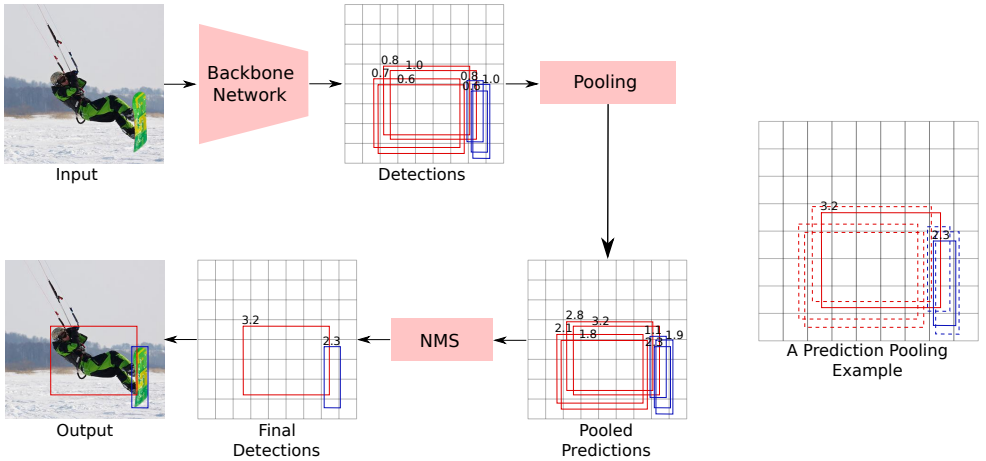 Input
Backbone
Network
0.8
1.0
0.7
0.6
0.8
1.0
0.6
Detections
Pooling
3.2
2.3
A Prediction Pooling
Example
Output
3.2
2.3
Final
Detections
NMS
2.8
3.2
2.1
1.8
1.1
1.9
2.3
Pooled
Predictions